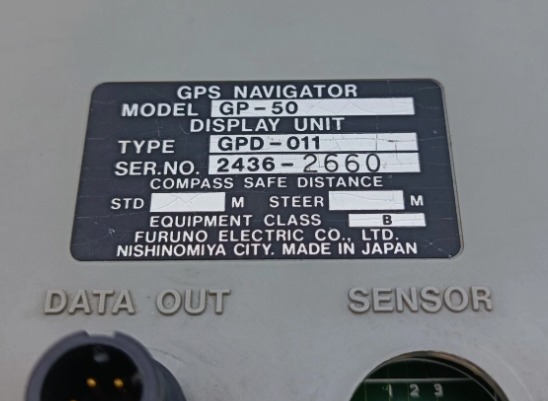 GPS NAVIGATOR
MODEL GP-50
DISPLAY UNIT
TYPE GPD-011
SER.NO. 2436-2660
COMPASS SAFE DISTANCE
STD M STEER M
EQUIPMENT CLASS B
FURUNO ELECTRIC CO., LTD.
NISHINOMIYA CITY. MADE IN JAPAN
DATA OUT SENSOR
1 2 3